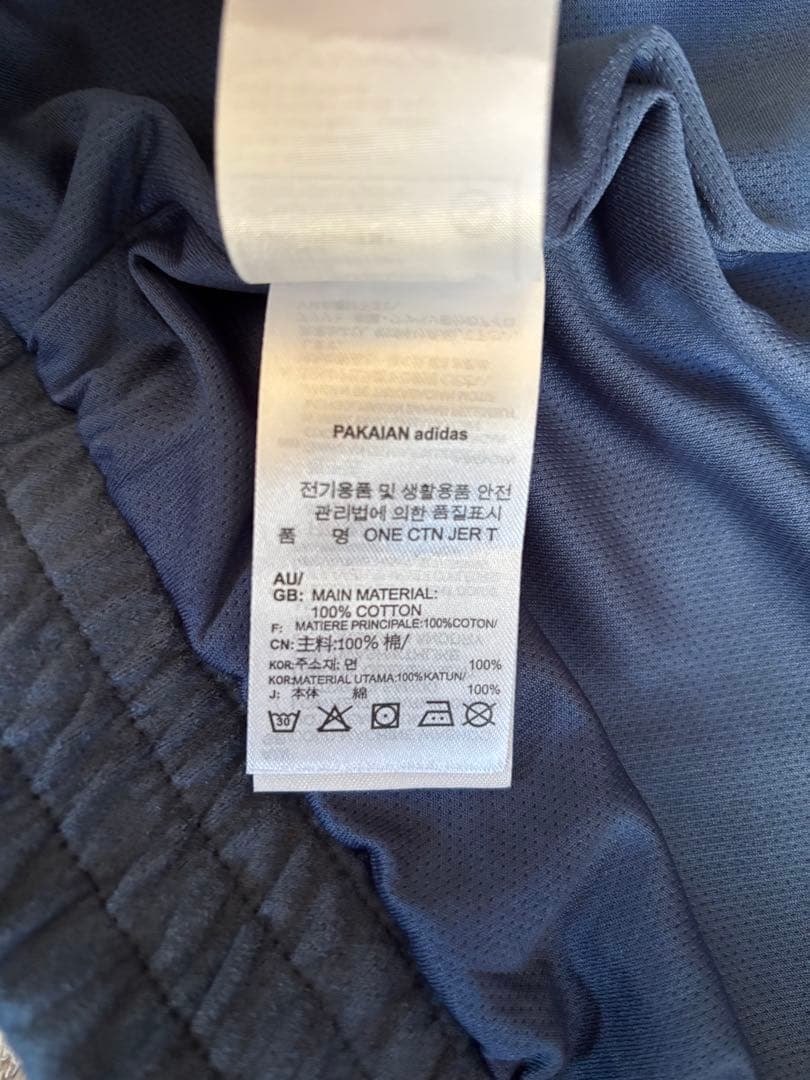 PAKAIAN adidas
전기용품 및 생활용품 안전
관리법에 의한 품질표시
품 명 ONE CTN JER T
AU/
GB: MAIN MATERIAL:
100% COTTON
F: MATIERE PRINCIPALE:100%COTON/
CN:主料:100% 棉/
KOR:주소재: 면 100%
KOR:MATERIAL UTAMA:100%KATUN/
J: 本体 綿 100%
30